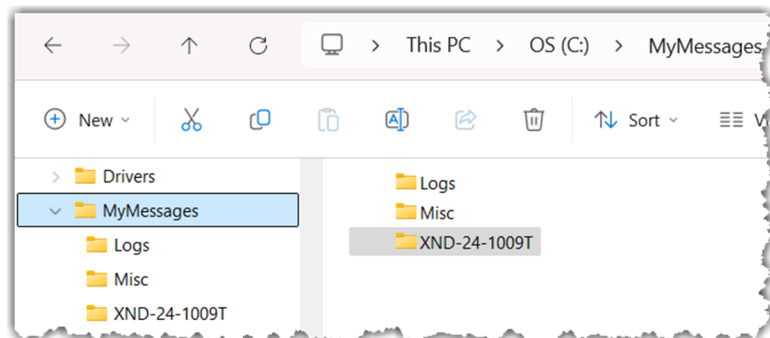 This PC > OS (C:) > MyMessages
New Sort
Drivers
MyMessages
Logs
Misc
XND-24-1009T
Logs
Misc
XND-24-1009T